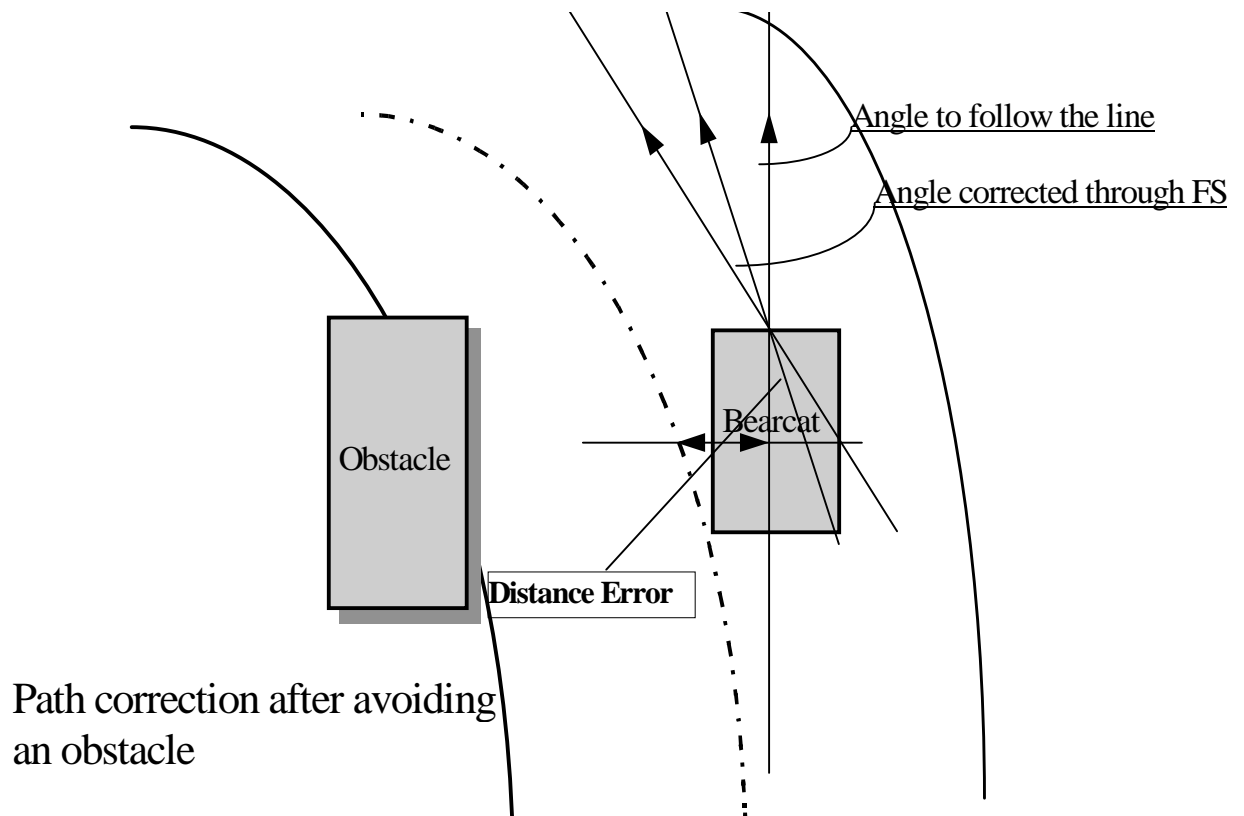 Angle to follow the line
Angle corrected through FS
Bearcat
Obstacle
Distance Error
Path correction after avoiding
an obstacle